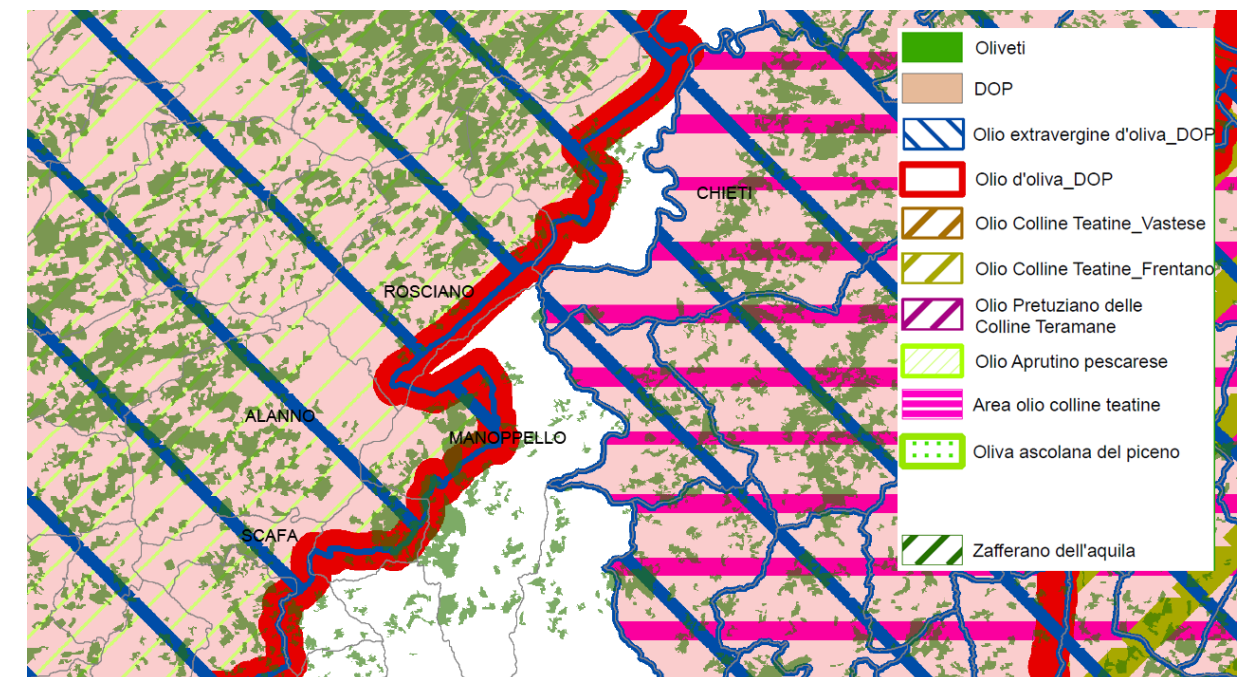 CHIETI
ROSCIANO
ALANNO
MANOPPELLO
SCAFA
Oliveti
DOP
Olio extravergine d'oliva_DOP
Olio d'oliva_DOP
Olio Colline Teatine_Vastese
Olio Colline Teatine_Frentano
Olio Pretuziano delle
Colline Teramane
Olio Aprutino pescarese
Area olio colline teatine
Oliva ascolana del piceno
Zafferano dell'aquila